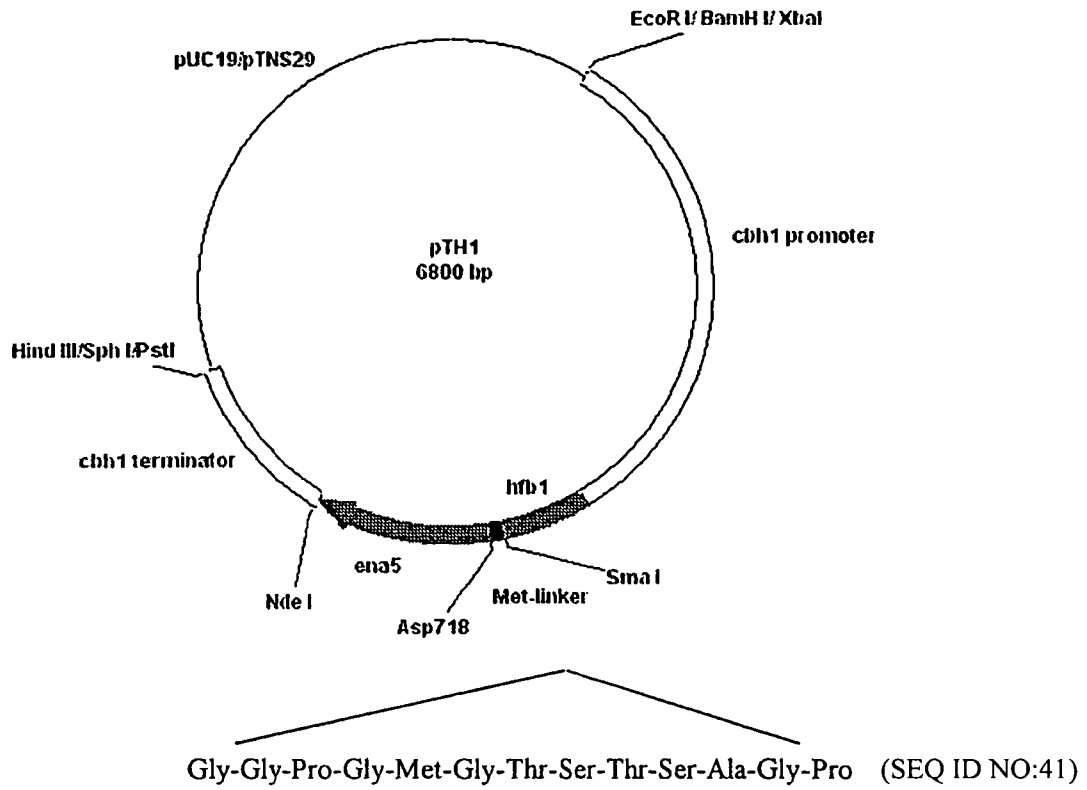 EcoR I/ BamH I/ XbaI
pUC19/pTNS29
cbh1 promoter
pTH1
6800 bp
Hind III/Sph I/PstI
cbh1 terminator
hfb1
ena5
Sma I
Nde I
Met-linker
Asp718
Gly-Gly-Pro-Gly-Met-Gly-Thr-Ser-Thr-Ser-Ala-Gly-Pro (SEQ ID NO:41)